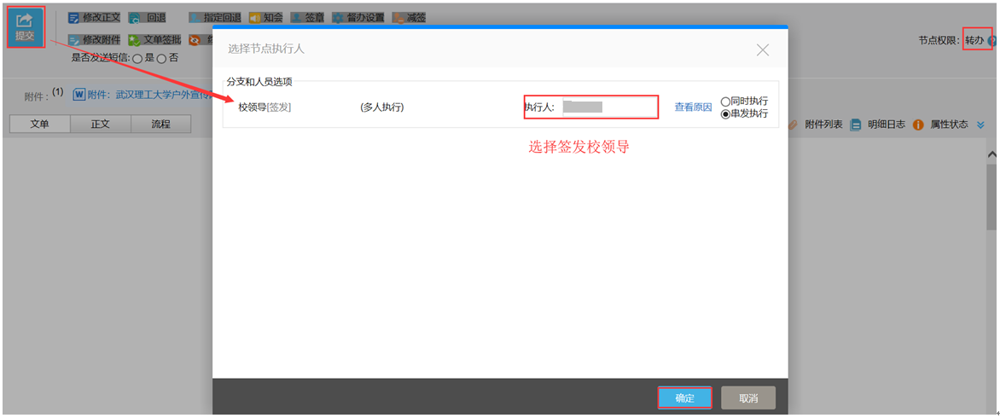 提交
修改正文 回退 指定回退 知会 签章 督办设置 减签
修改附件 文单签批
是否发送短信: 是 否
节点权限: 转办
选择节点执行人
附件: (1) 附件: 武汉理工大学户外宣传
分支和人员选项
校领导[签发] (多人执行) 执行人: 查看原因 同时执行
串发执行
文单 正文 流程
附件列表 明细日志 属性状态
选择签发校领导
确定 取消